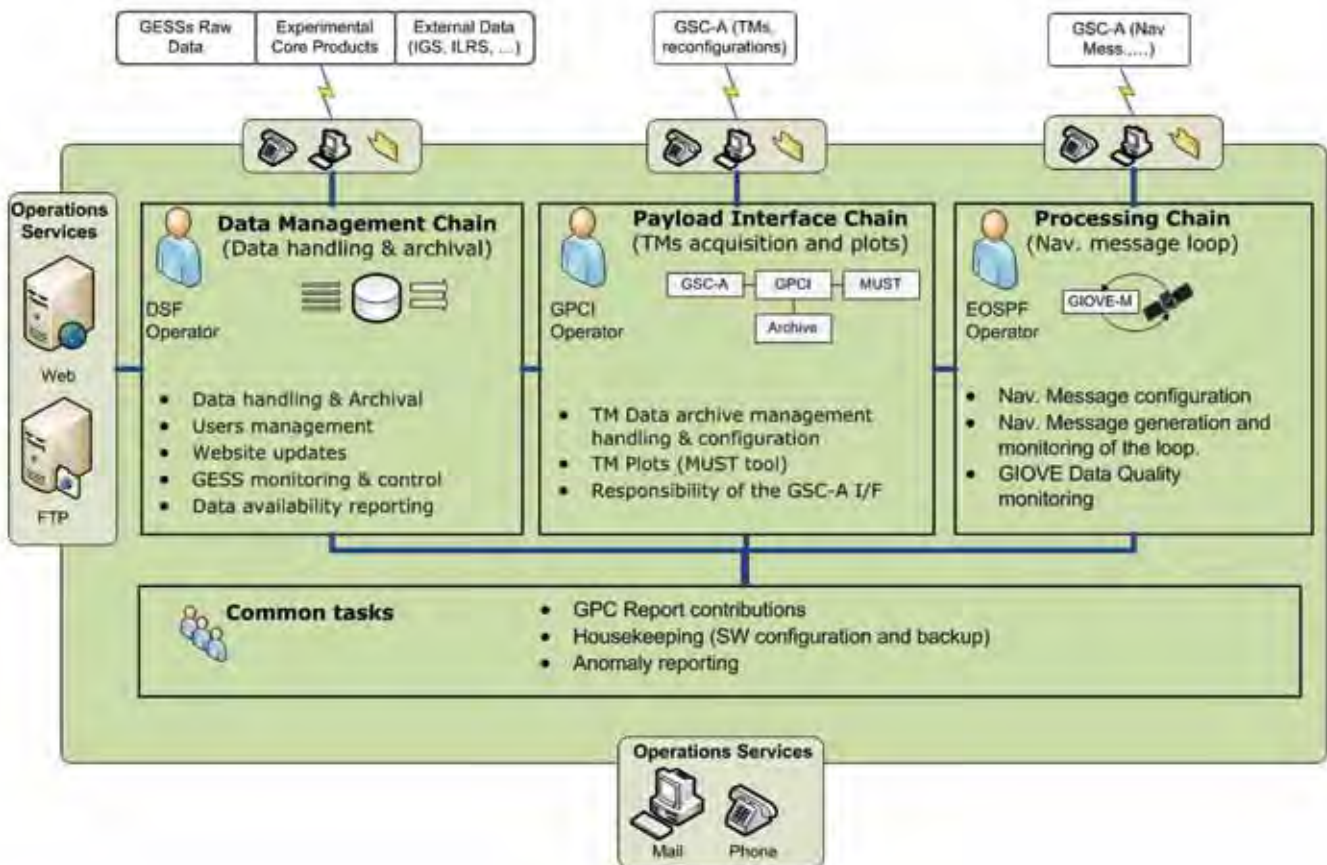 GESSs Raw
Data
Experimental
Core Products
External Data
(IGS, ILRS, ...)
GSC-A (TMs,
reconfigurations)
GSC-A (Nav
Mess.....)
Operations
Services
Web
FTP
Data Management Chain
(Data handling & archival)
DSF
Operator
• Data handling & Archival
• Users management
• Website updates
• GESS monitoring & control
• Data availability reporting
Payload Interface Chain
(TMs acquisition and plots)
GSC-A
GPCI
MUST
Archive
GPCI
Operator
• TM Data archive management
handling & configuration
• TM Plots (MUST tool)
• Responsibility of the GSC-A I/F
Processing Chain
(Nav. message loop)
GIOVE-M
EOSPF
Operator
• Nav. Message configuration
• Nav. Message generation and
monitoring of the loop.
• GIOVE Data Quality
monitoring
Common tasks
• GPC Report contributions
• Housekeeping (SW configuration and backup)
• Anomaly reporting
Operations Services
Mail
Phone